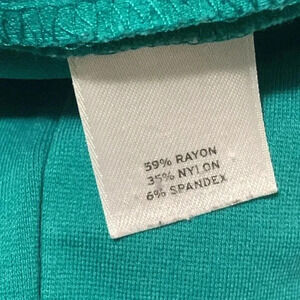 59% RAYON
35% NYLON
6% SPANDEX